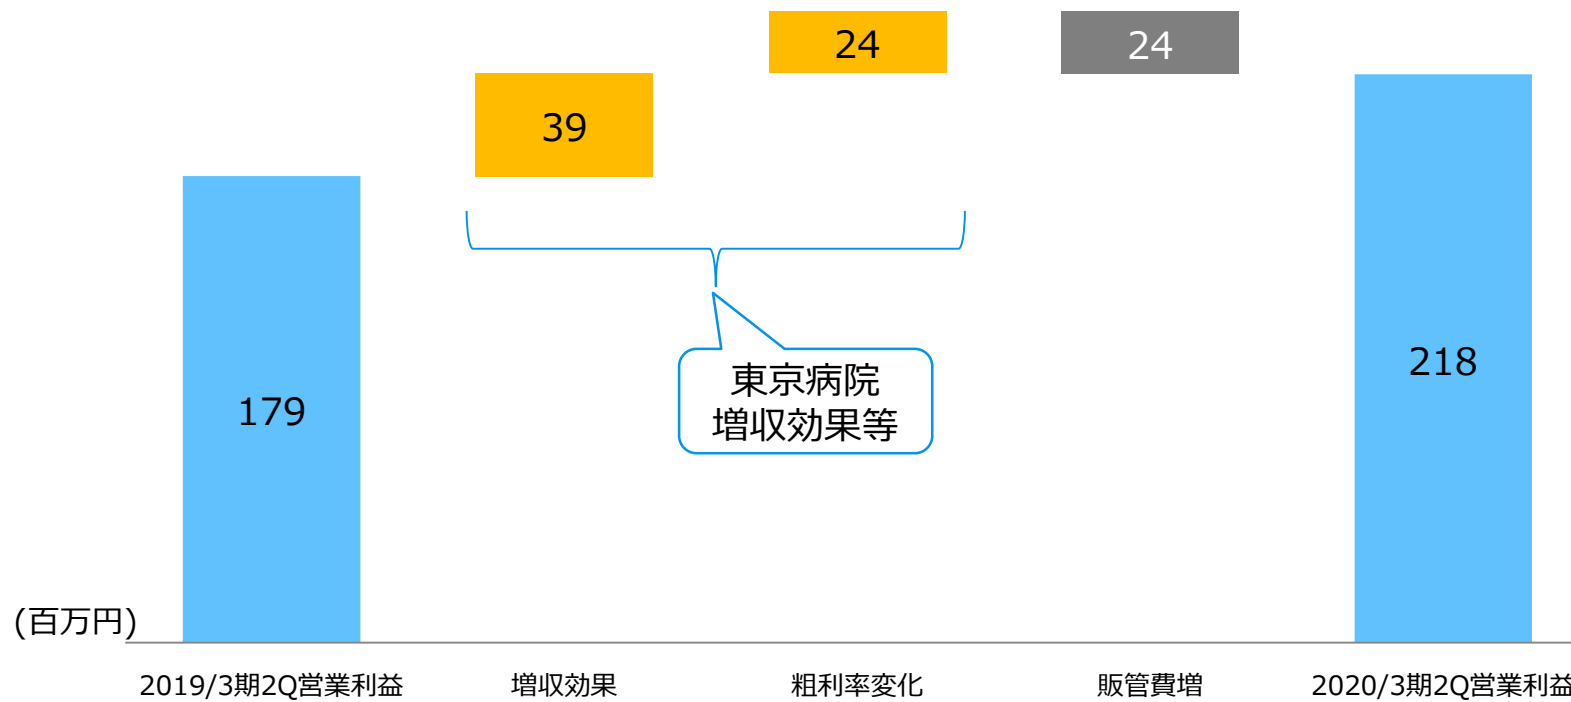 24
24
39
218
東京病院
増収効果等
179
(百万円)
2019/3期2Q営業利益
増収効果
粗利率変化
販管費増
2020/3期2Q営業利益